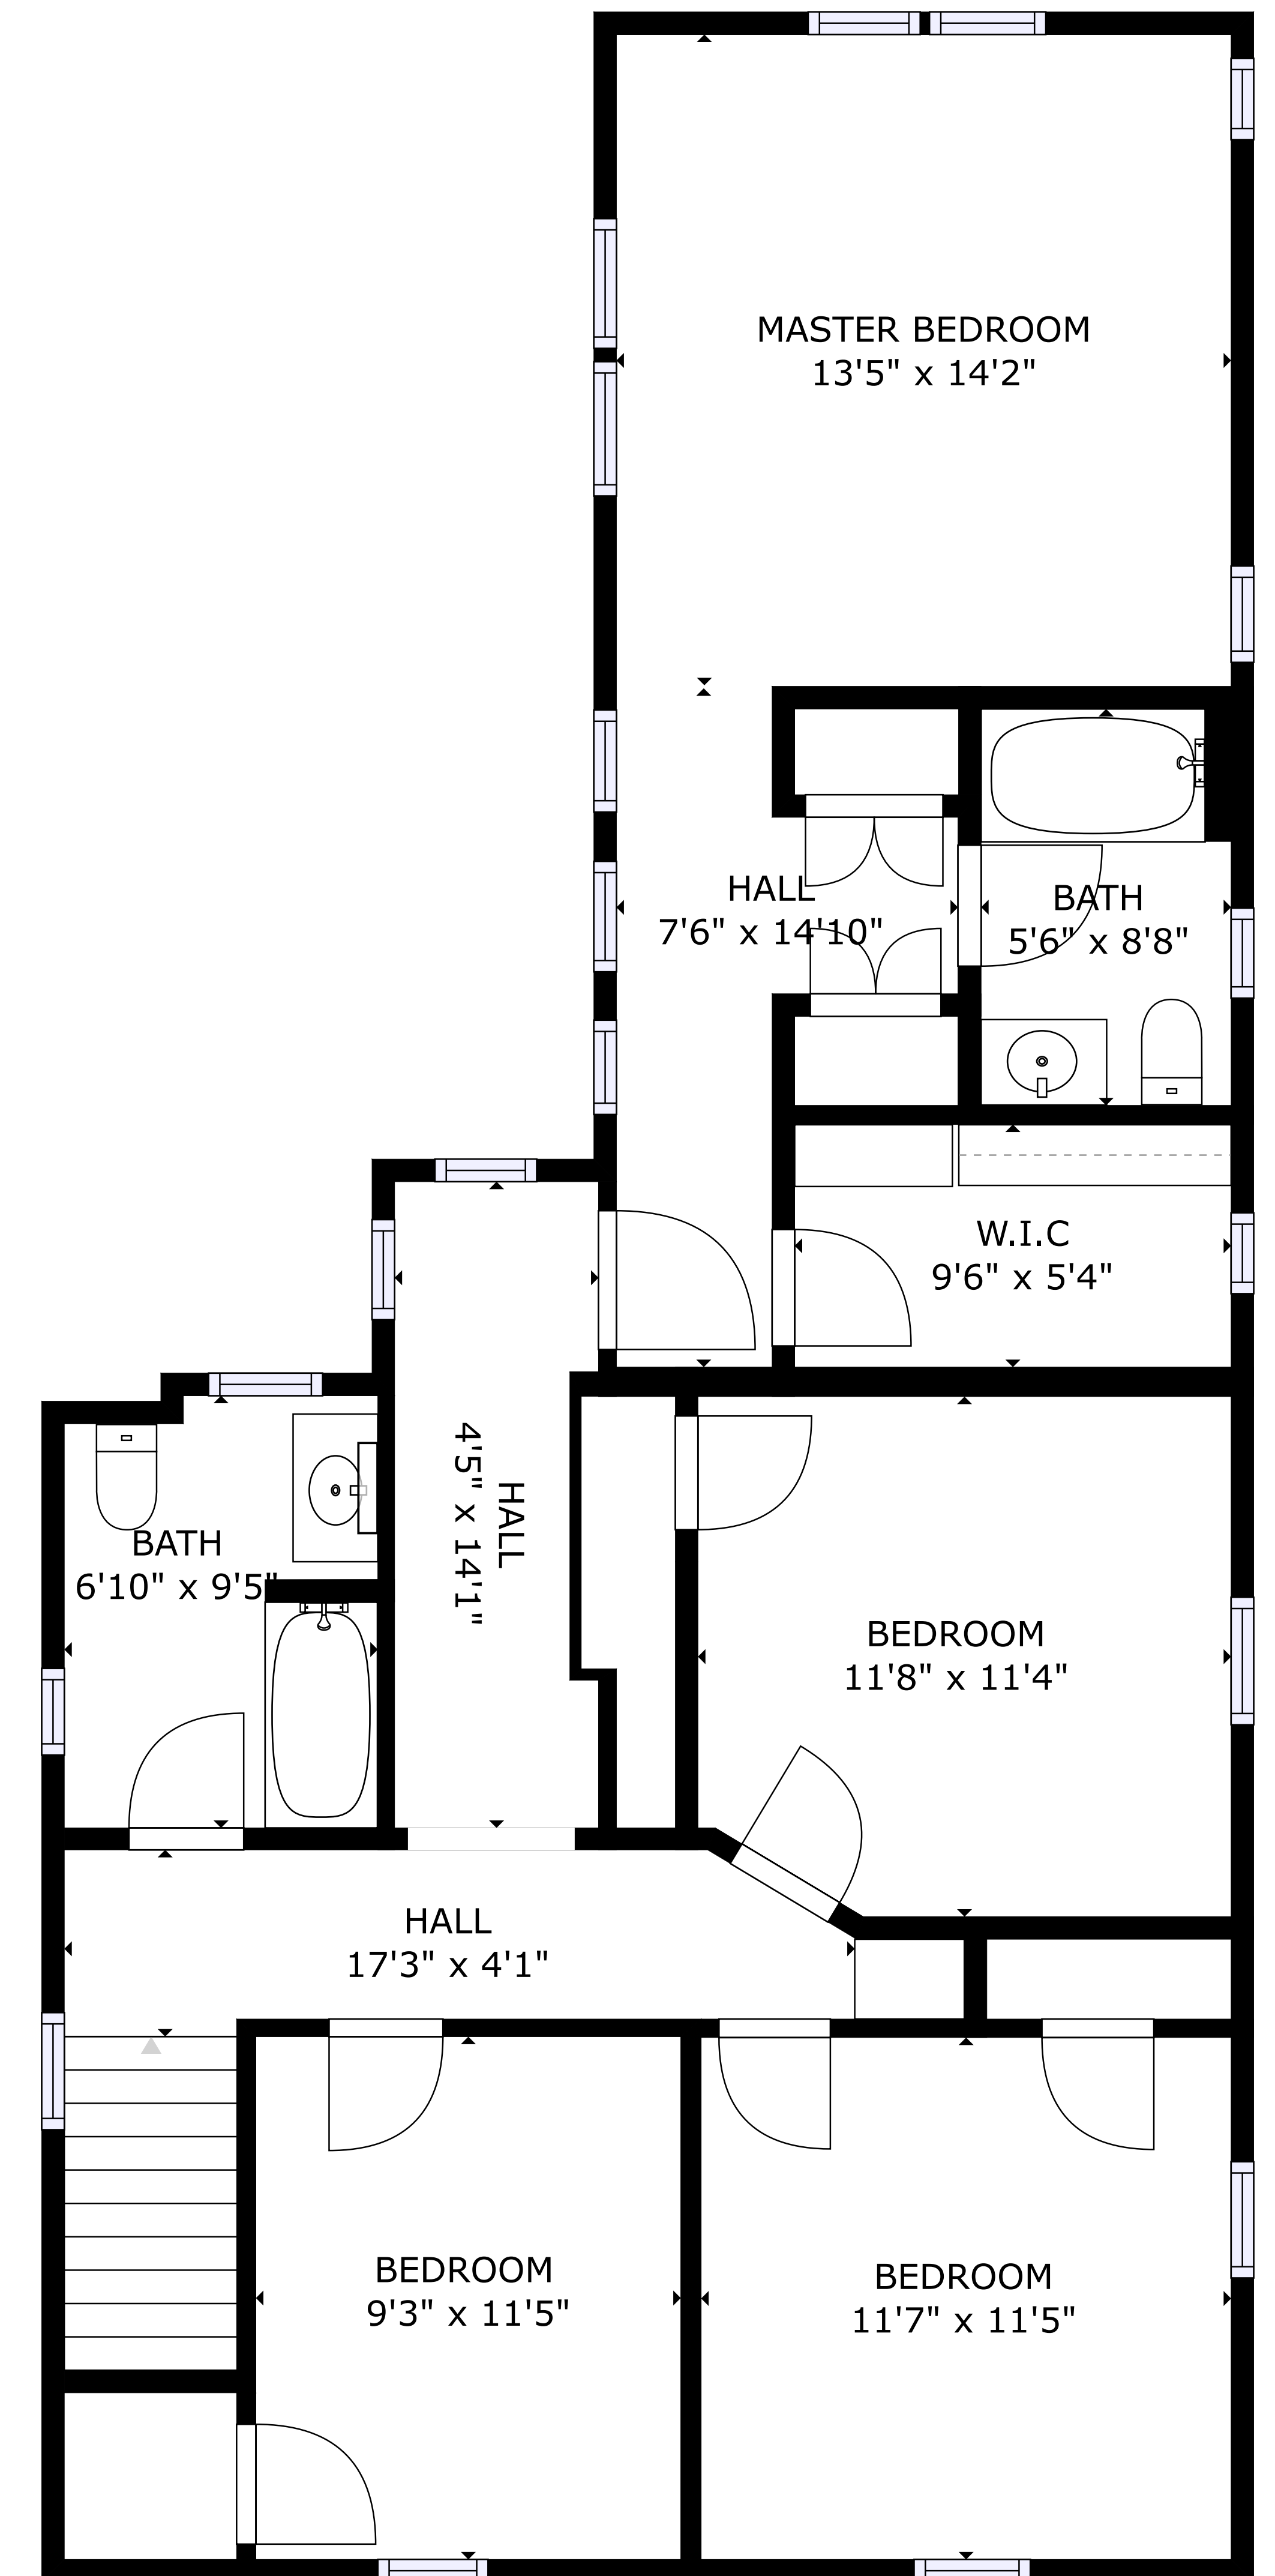 MASTER BEDROOM
13'5" x 14'2"
HALL
7'6" x 14'10"
BATH
5'6" x 8'8"
W.I.C
9'6" x 5'4"
HALL
4'5" x 14'1"
BATH
6'10" x 9'5"
BEDROOM
11'8" x 11'4"
HALL
17'3" x 4'1"
BEDROOM
9'3" x 11'5"
BEDROOM
11'7" x 11'5"